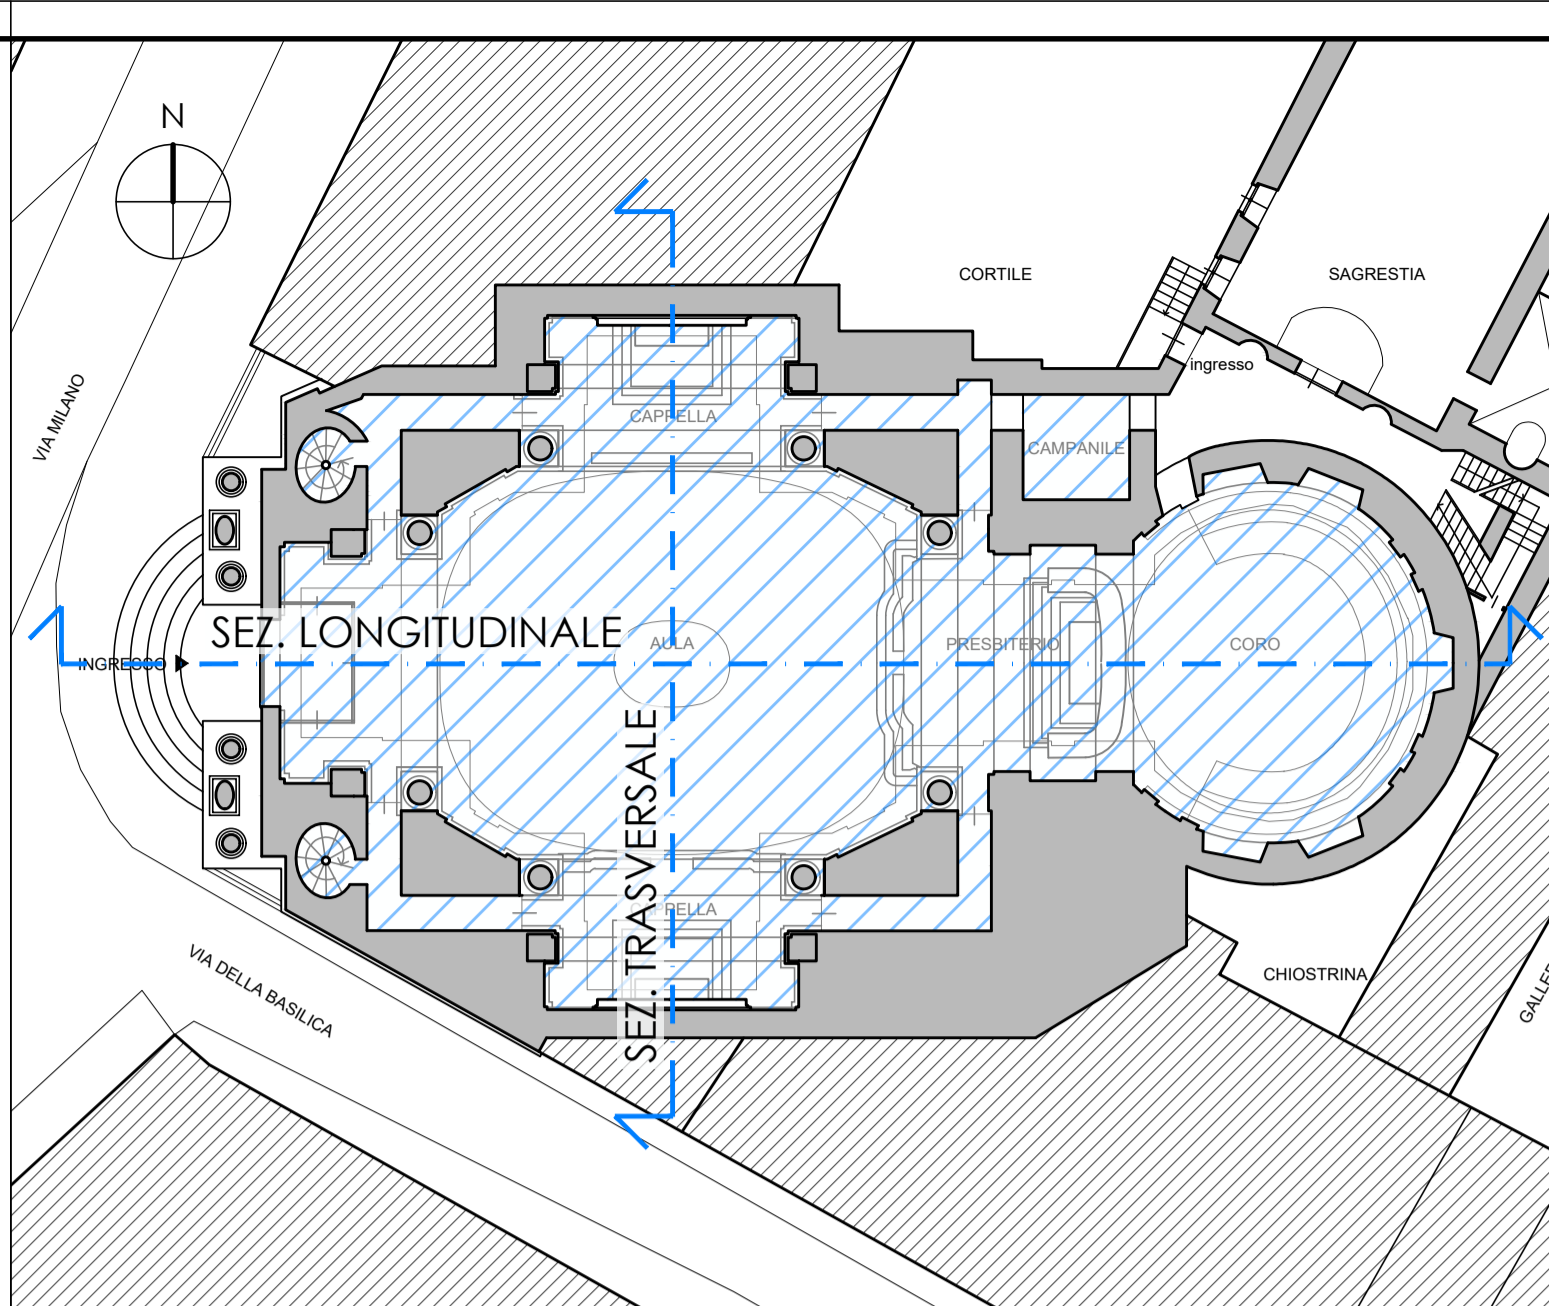 N
CORTILE
SAGRESTIA
ingresso
VIA MILANO
CAPPELLA
CAMPANILE
SEZ. LONGITUDINALE
AULA
PRESBITERIO
CORO
INGRESSO
SEZ. TRASVERSALE
CAPPELLA
VIA DELLA BASILICA
CHIOSTRINA